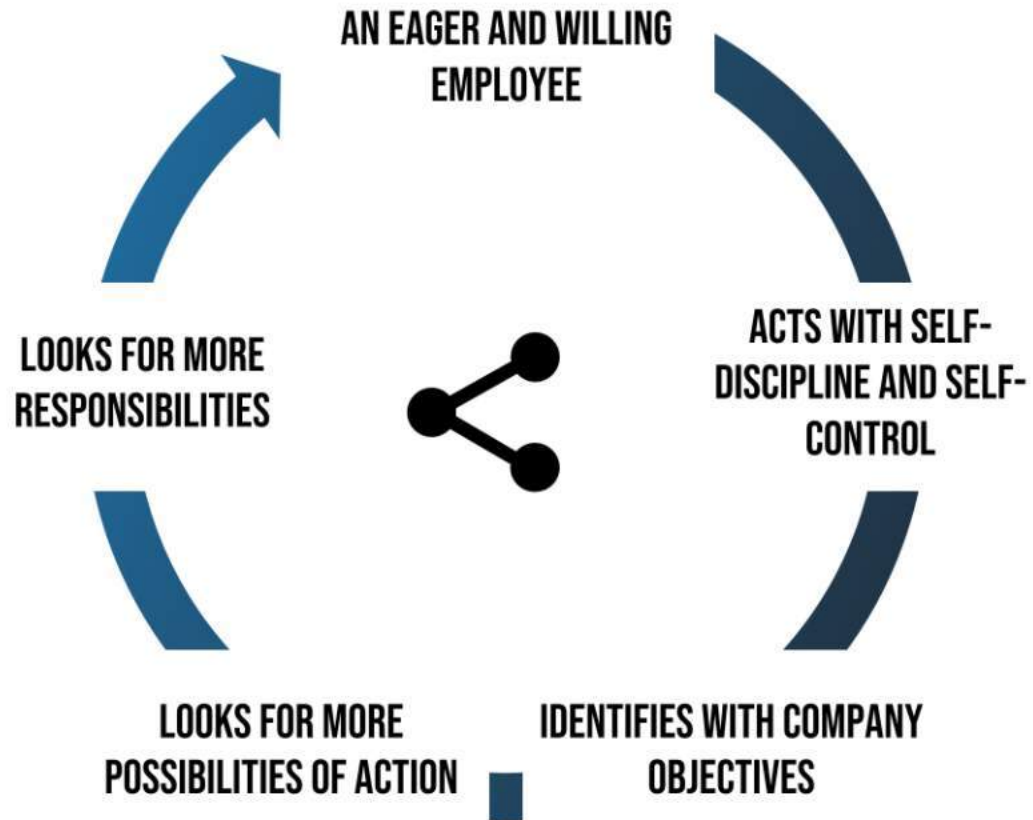 AN EAGER AND WILLING
EMPLOYEE
ACTS WITH SELF-
DISCIPLINE AND SELF-
CONTROL
IDENTIFIES WITH COMPANY
OBJECTIVES
LOOKS FOR MORE
POSSIBILITIES OF ACTION
LOOKS FOR MORE
RESPONSIBILITIES